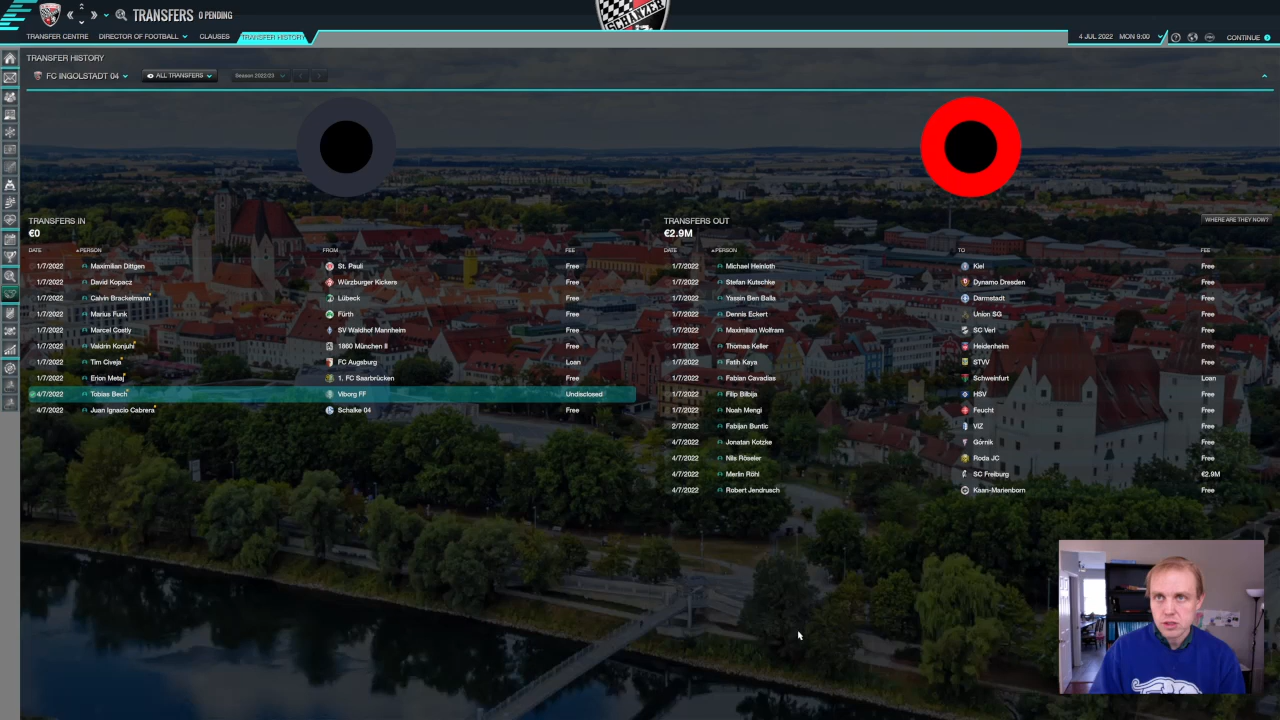 TRANSFERS 0 PENDING
SCHANZER
TRANSFER CENTRE DIRECTOR OF FOOTBALL CLAUSES TRANSFER HISTORY 4 JUL 2022 MON 9:00 CONTINUE
TRANSFER HISTORY
FC INGOLSTADT 04 ALL TRANSFERS Season 2022/23
TRANSFERS IN
€0
DATE PERSON FROM FEE
1/7/2022 Maximilian Dittgen St. Pauli Free
1/7/2022 David Kopacz Würzburger Kickers Free
1/7/2022 Calvin Brackelmann Lübeck Free
1/7/2022 Marius Funk Fürth Free
1/7/2022 Marcel Costly SV Waldhof Mannheim Free
1/7/2022 Valdrin Konjuhi 1860 München II Free
1/7/2022 Tim Civeja FC Augsburg Loan
1/7/2022 Erion Metaj 1. FC Saarbrücken Free
4/7/2022 Tobias Bech Viborg FF Undisclosed
4/7/2022 Juan Ignacio Cabrera Schalke 04 Free
TRANSFERS OUT WHERE ARE THEY NOW?
€2.9M
DATE PERSON TO FEE
1/7/2022 Michael Heinloth Kiel Free
1/7/2022 Stefan Kutschke Dynamo Dresden Free
1/7/2022 Yassin Ben Balla Darmstadt Free
1/7/2022 Dennis Eckert Union SG Free
1/7/2022 Maximilian Wolfram SC Verl Free
1/7/2022 Thomas Keller Heidenheim Free
1/7/2022 Fatih Kaya STVV Free
1/7/2022 Fabian Cavadias Schweinfurt Loan
1/7/2022 Filip Bilbija HSV Free
1/7/2022 Noah Mengi Feucht Free
2/7/2022 Fabijan Buntic VIZ Free
4/7/2022 Jonatan Kotzke Górnik Free
4/7/2022 Nils Röseler Roda JC Free
4/7/2022 Merlin Röhl SC Freiburg €2.9M
4/7/2022 Robert Jendrusch Kaan-Marienborn Free